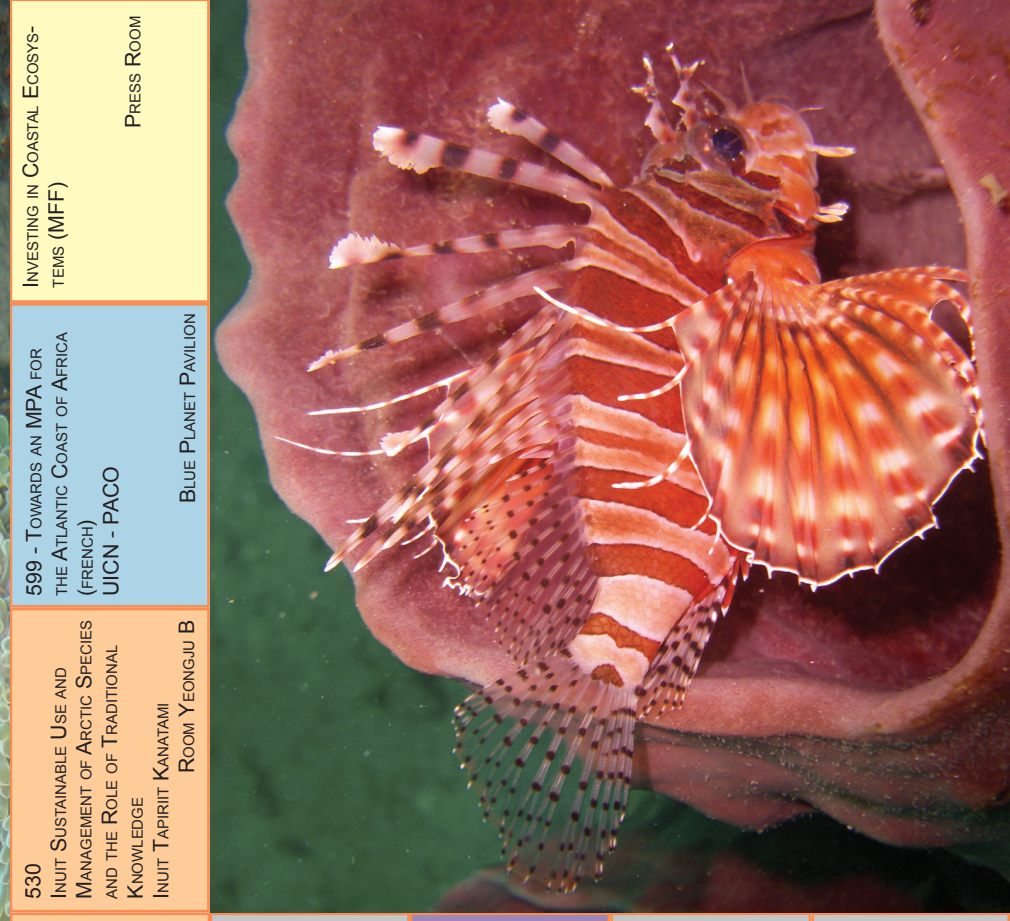 530
Inuit Sustainable Use and
Management of Arctic Species
and the Role of Traditional
Knowledge
Inuit Tapiriit Kanatami
Room Yeongju B
599 - Towards an MPA for
the Atlantic Coast of Africa
(french)
UICN - PACO
Blue Planet Pavilion
Investing in Coastal Ecosys-
tems (MFF)
Press Room